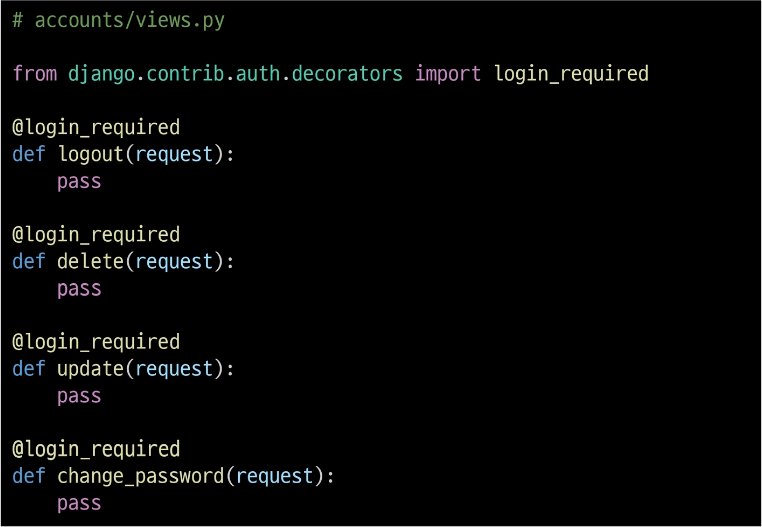 # accounts/views.py
from django.contrib.auth.decorators import login_required
@login_required
def logout(request):
    pass
@login_required
def delete(request):
    pass
@login_required
def update(request):
    pass
@login_required
def change_password(request):
    pass